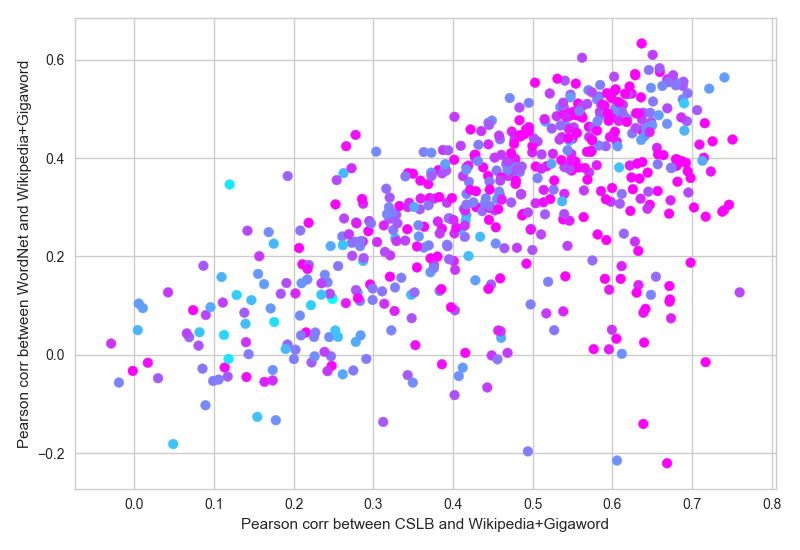 Pearson corr between WordNet and Wikipedia+Gigaword
0.6
0.4
0.2
0.0
−0.2
0.0 0.1 0.2 0.3 0.4 0.5 0.6 0.7 0.8
Pearson corr between CSLB and Wikipedia+Gigaword